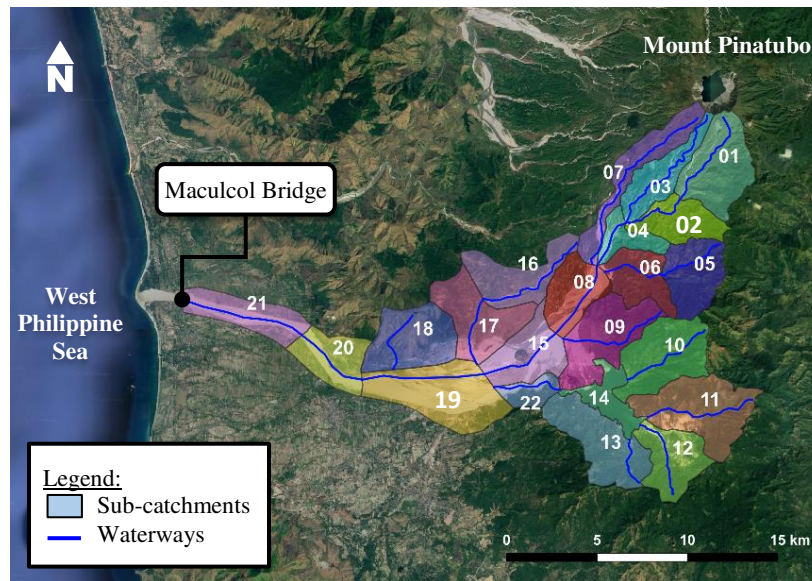 Mount Pinatubo
N
01
07
03
Maculcol Bridge
02
04
16
06
05
08
West
Philippine
Sea
21
18
17
09
20
15
10
19
22
14
11
13
12
Legend:
Sub-catchments
Waterways
0
5
10
15 km